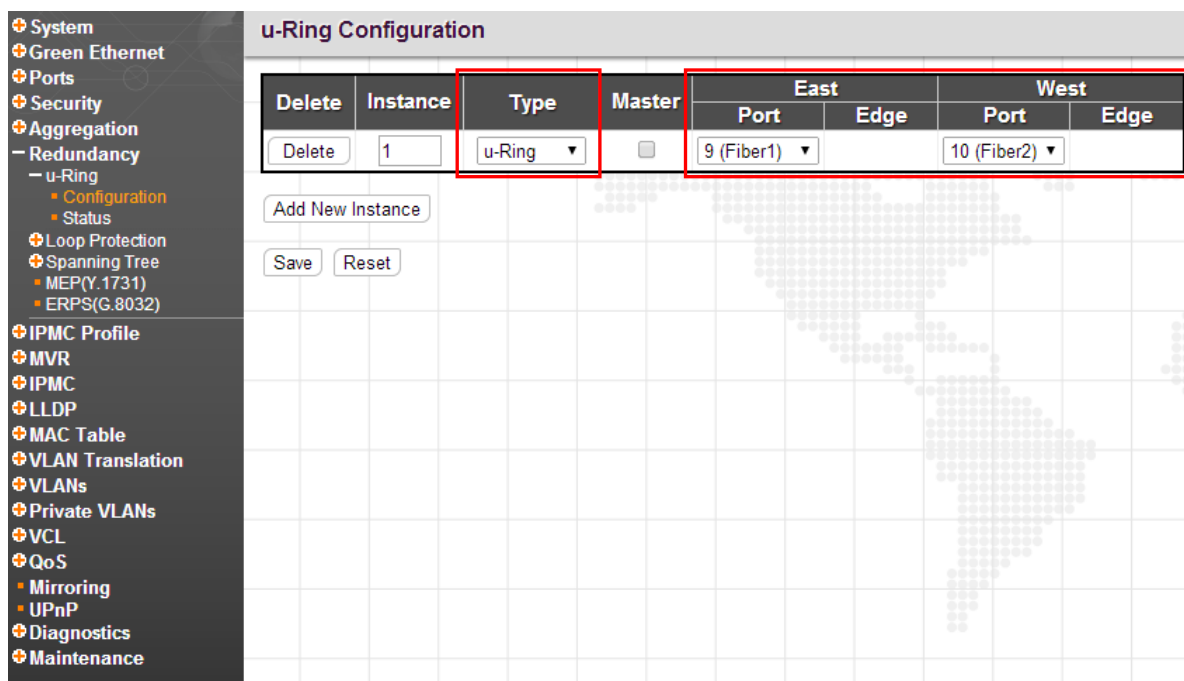 System
Green Ethernet
Ports
Security
Aggregation
Redundancy
u-Ring
Configuration
Status
Loop Protection
Spanning Tree
MEP(Y.1731)
ERPS(G.8032)
IPMC Profile
MVR
IPMC
LLDP
MAC Table
VLAN Translation
VLANs
Private VLANs
VCL
QoS
Mirroring
UPnP
Diagnostics
Maintenance
u-Ring Configuration
Delete Instance Type Master East West
Port Edge Port Edge
Delete 1 u-Ring 9 (Fiber1) 10 (Fiber2)
Add New Instance
Save Reset